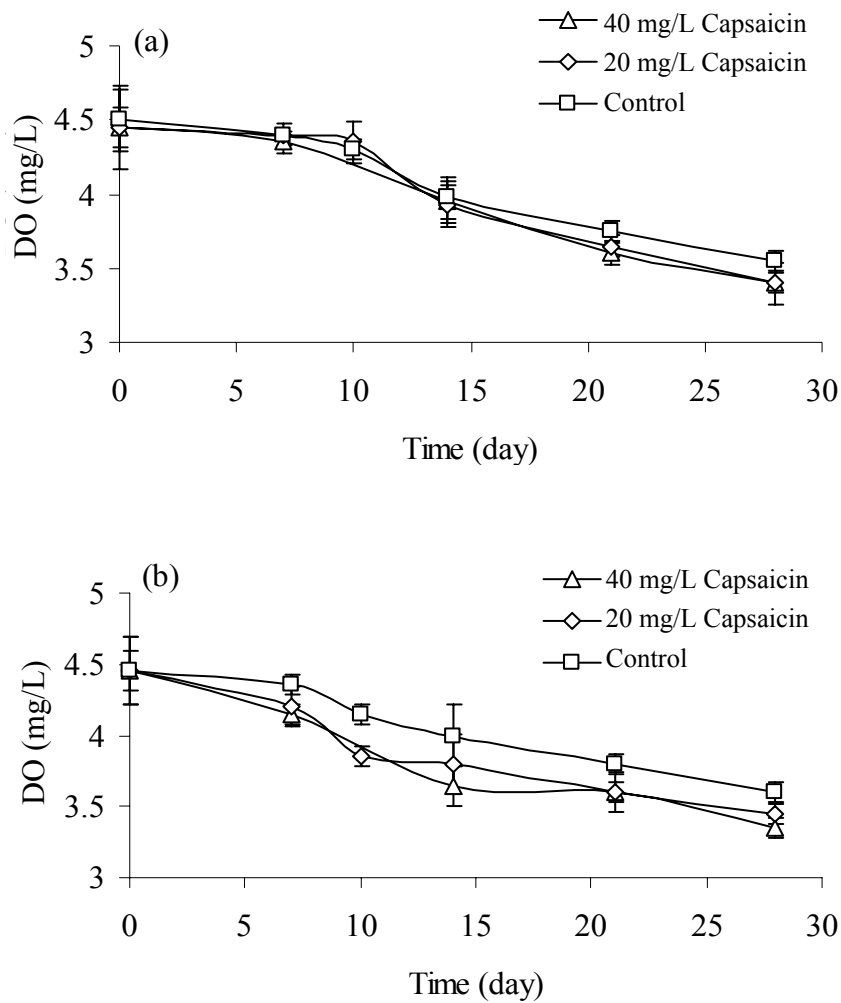 (a)
40 mg/L Capsaicin
20 mg/L Capsaicin
Control
5
4.5
4
3.5
3
DO (mg/L)
0 5 10 15 20 25 30
Time (day)
(b)
40 mg/L Capsaicin
20 mg/L Capsaicin
Control
5
4.5
4
3.5
3
DO (mg/L)
0 5 10 15 20 25 30
Time (day)